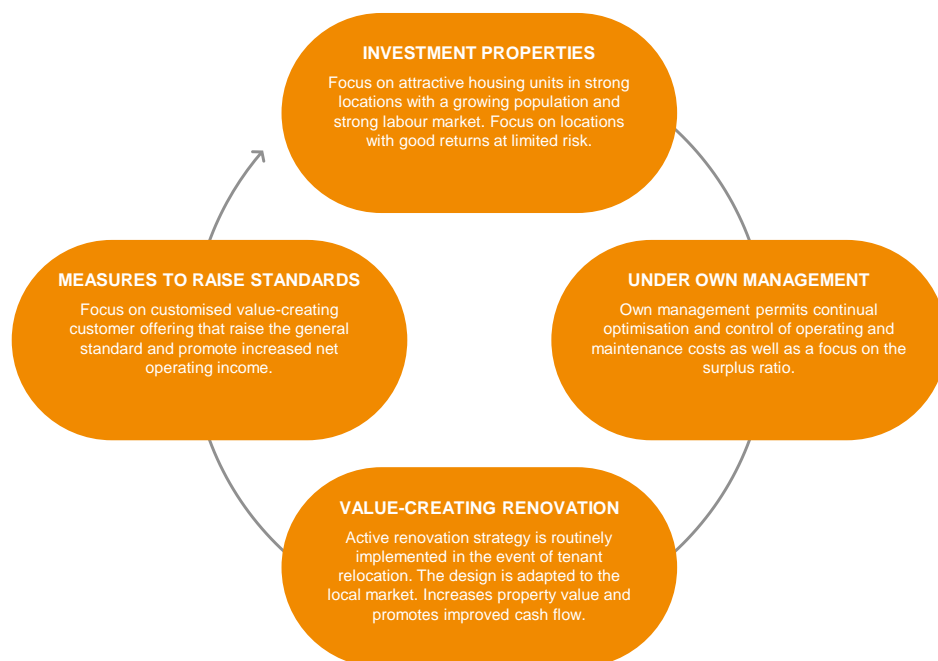 INVESTMENT PROPERTIES
Focus on attractive housing units in strong
locations with a growing population and
strong labour market. Focus on locations
with good returns at limited risk.
MEASURES TO RAISE STANDARDS
Focus on customised value-creating
customer offering that raise the general
standard and promote increased net
operating income.
UNDER OWN MANAGEMENT
Own management permits continual
optimisation and control of operating and
maintenance costs as well as a focus on the
surplus ratio.
VALUE-CREATING RENOVATION
Active renovation strategy is routinely
implemented in the event of tenant
relocation. The design is adapted to the
local market. Increases property value and
promotes improved cash flow.